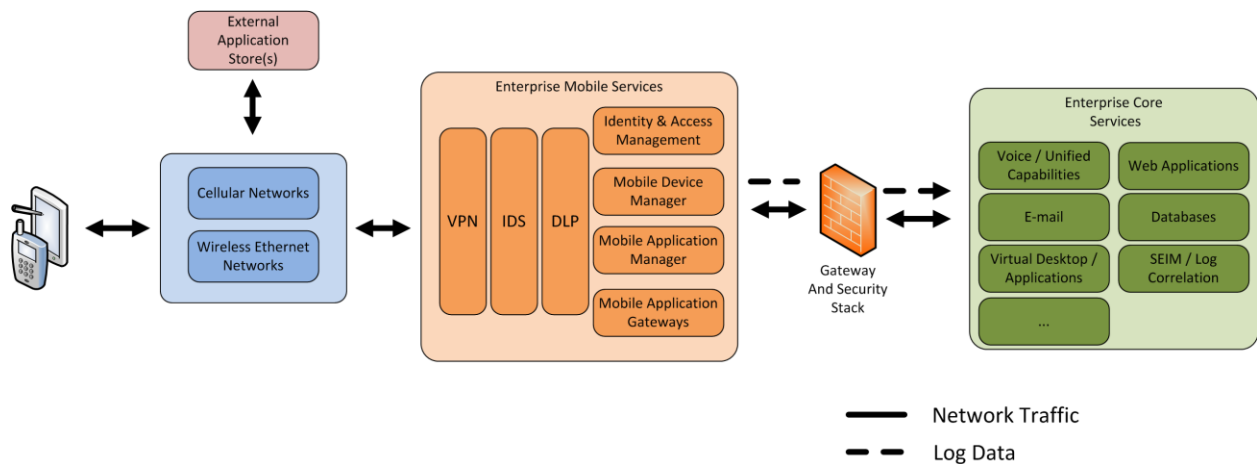 External
Application
Store(s)
Cellular Networks
Wireless Ethernet
Networks
Enterprise Mobile Services
VPN
IDS
DLP
Identity & Access
Management
Mobile Device
Manager
Mobile Application
Manager
Mobile Application
Gateways
Gateway
And Security
Stack
Enterprise Core
Services
Voice / Unified
Capabilities
Web Applications
E-mail
Databases
Virtual Desktop /
Applications
SEIM / Log
Correlation
...
Network Traffic
Log Data